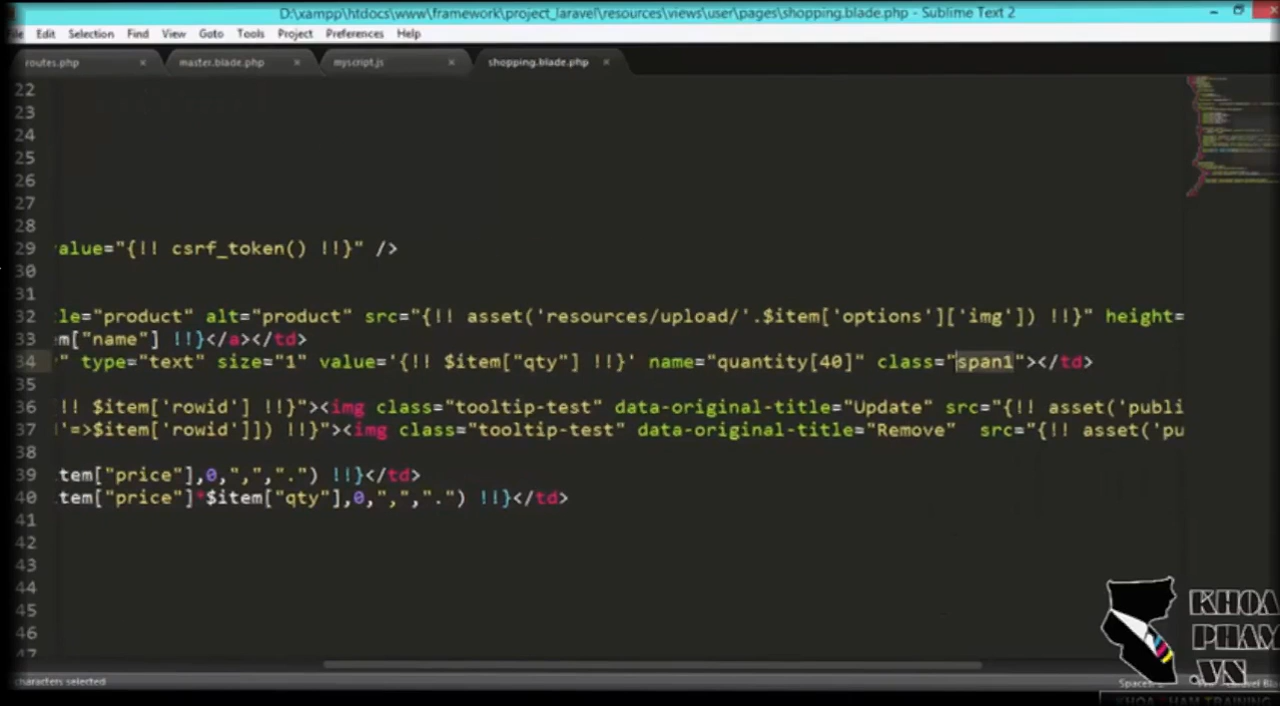 D:\xampp\htdocs\www\framework\project_laravel\resources\views\user\pages\shopping.blade.php - Sublime Text 2
Edit Selection Find View Goto Tools Project Preferences Help
routes.php master.blade.php myscript.js shopping.blade.php
22
23
24
25
26
27
28
29 value="{!! csrf_token() !!}" />
30
31
32 tle="product" alt="product" src="{!! asset('resources/upload/'.$item['options']['img']) !!}" height=
33 em["name"] !!}</a></td>
34 " type="text" size="1" value='{!! $item["qty"] !!}' name="quantity[40]" class="span1"></td>
35
36 !! $item['rowid'] !!}"><img class="tooltip-test" data-original-title="Update" src="{!! asset('publi
37 '=>$item['rowid']]) !!}"><img class="tooltip-test" data-original-title="Remove" src="{!! asset('pu
38
39 tem["price"],0,",",".") !!}</td>
40 tem["price"]*$item["qty"],0,",",".") !!}</td>
41
42
43
44
45
46
47
characters selected
KHOA
PHAM
.VN